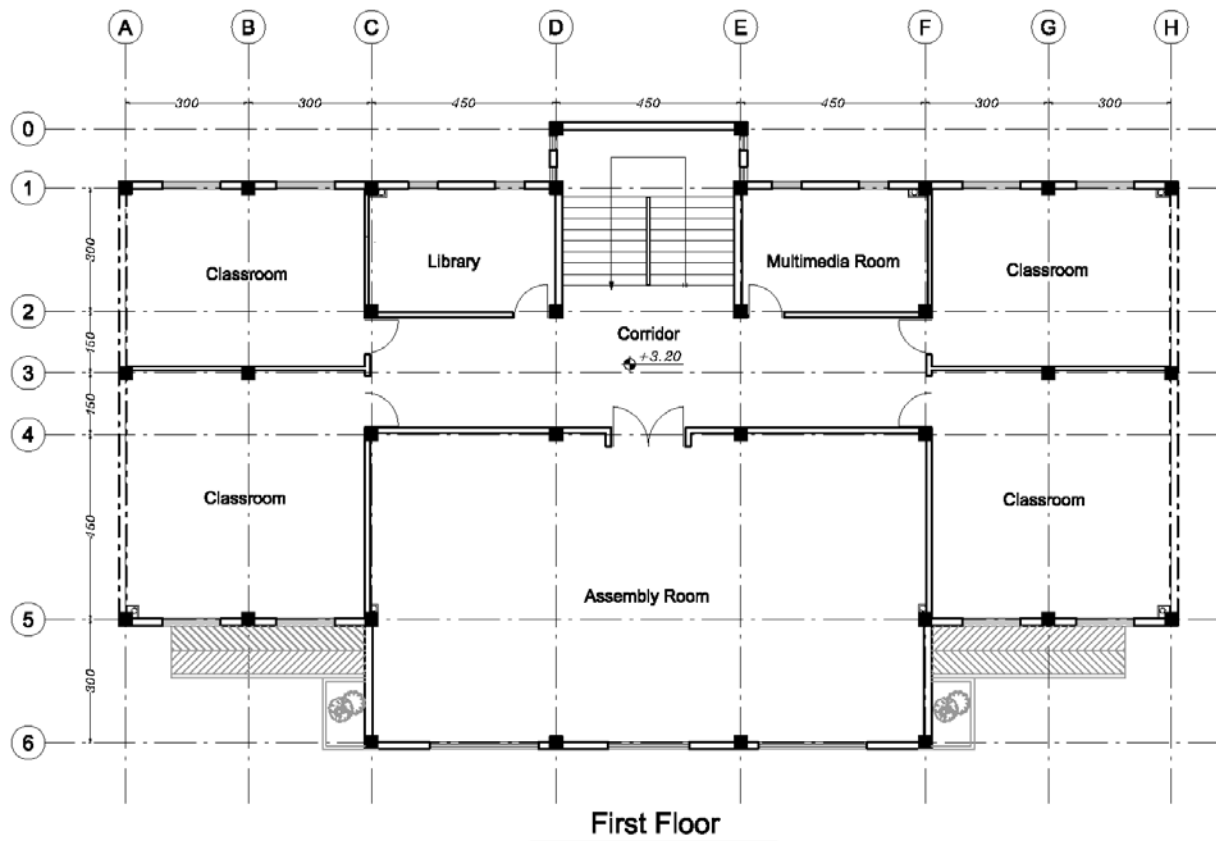 A B C D E F G H
300 300 450 450 450 300 300
0
1
300
Library Multimedia Room
Classroom Classroom
2
150
Corridor
+3.20
3
150
4
Classroom Classroom
450
Assembly Room
5
300
6
First Floor